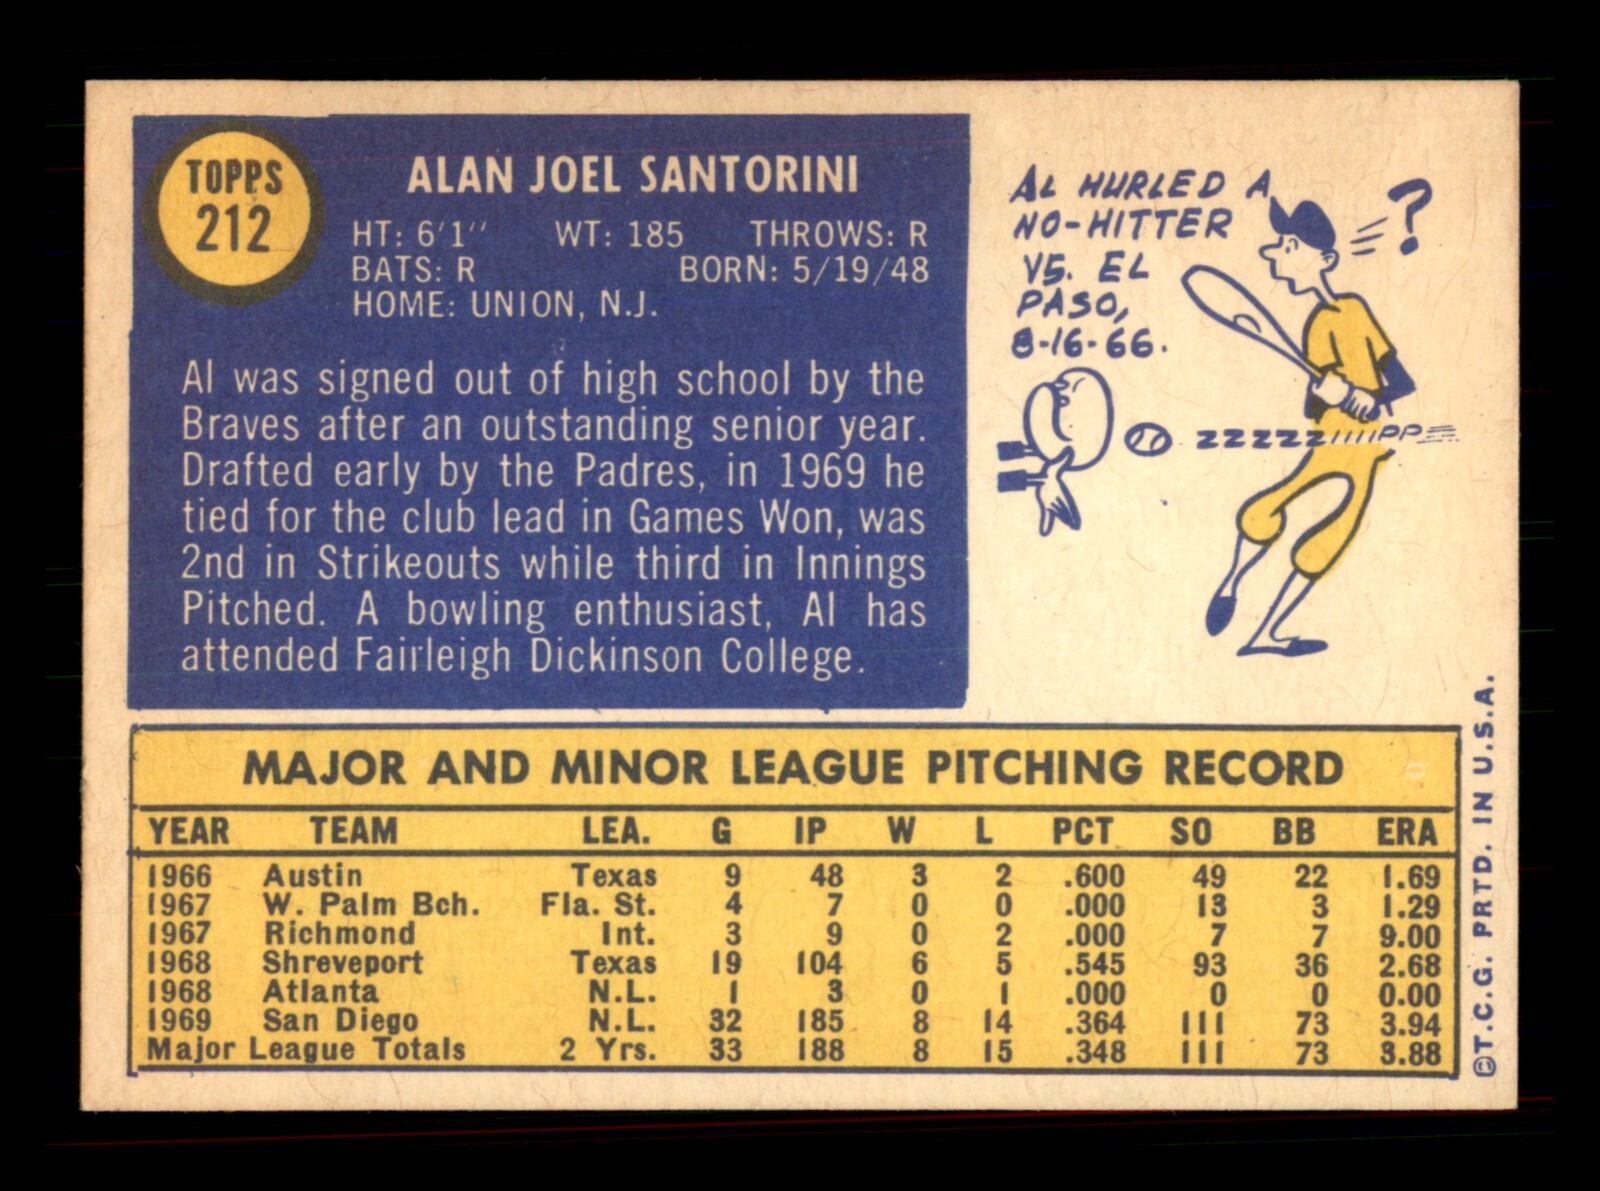 TOPPS
212
ALAN JOEL SANTORINI
HT: 6'1" WT: 185 THROWS: R
BATS: R BORN: 5/19/48
HOME: UNION, N.J.
Al was signed out of high school by the
Braves after an outstanding senior year.
Drafted early by the Padres, in 1969 he
tied for the club lead in Games Won, was
2nd in Strikeouts while third in Innings
Pitched. A bowling enthusiast, Al has
attended Fairleigh Dickinson College.
AL HURLED A
NO-HITTER
VS. EL
PASO,
8-16-66.
?
ZZZZZIIIIPP
MAJOR AND MINOR LEAGUE PITCHING RECORD
YEAR TEAM LEA. G IP W L PCT SO BB ERA
1966 Austin Texas 9 48 3 2 .600 49 22 1.69
1967 W. Palm Bch. Fla. St. 4 7 0 0 .000 13 3 1.29
1967 Richmond Int. 3 9 0 2 .000 7 7 9.00
1968 Shreveport Texas 19 104 6 5 .545 93 36 2.68
1968 Atlanta N.L. 1 3 0 1 .000 0 0 0.00
1969 San Diego N.L. 32 185 8 14 .364 111 73 3.94
Major League Totals 2 Yrs. 33 188 8 15 .348 111 73 3.88
©T.C.G. PRTD. IN U.S.A.